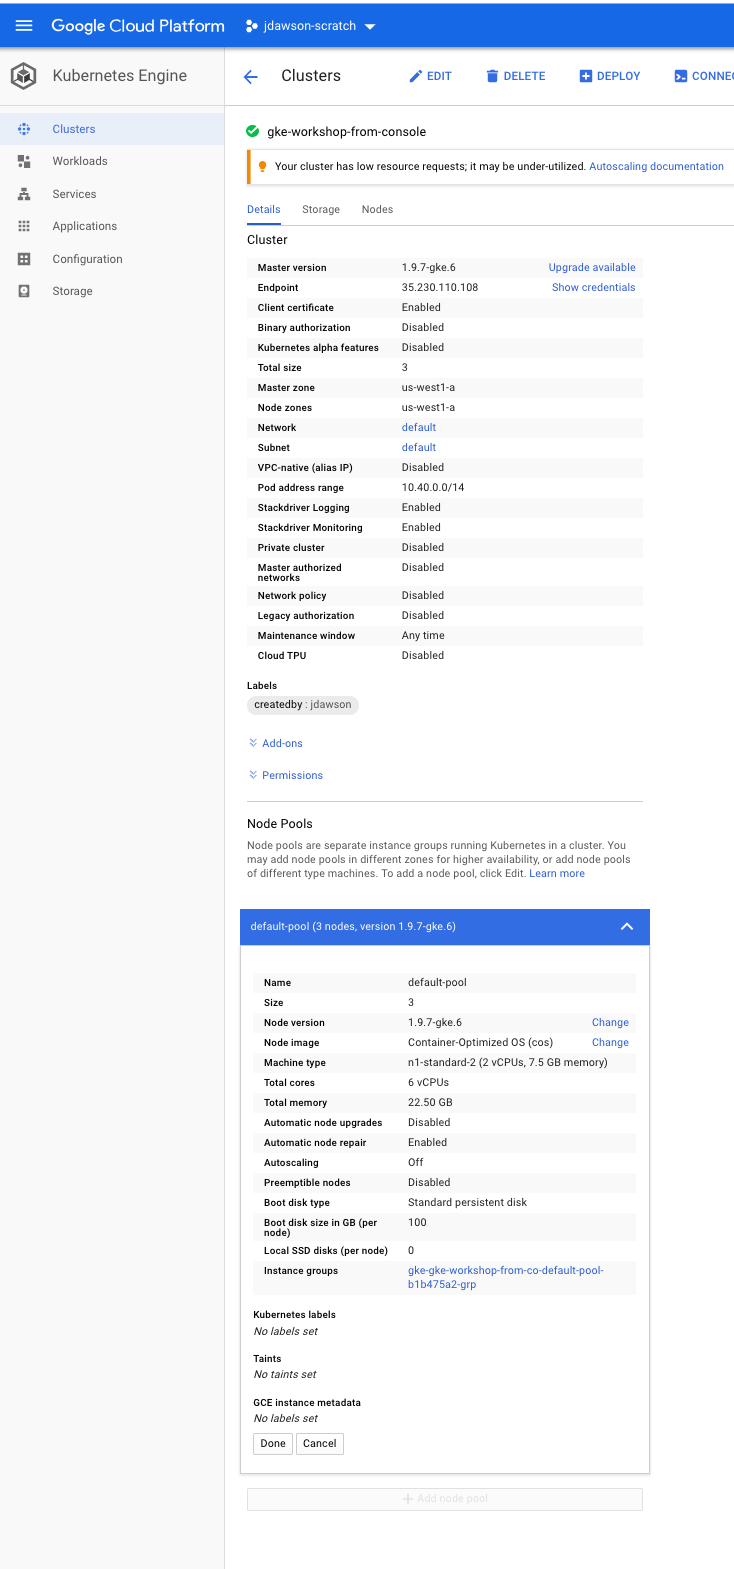 Google Cloud Platform jdawson-scratch
Kubernetes Engine
Clusters EDIT DELETE DEPLOY CONNEC
Clusters
Workloads
Services
Applications
Configuration
Storage
gke-workshop-from-console
Your cluster has low resource requests; it may be under-utilized. Autoscaling documentation
Details Storage Nodes
Cluster
Master version 1.9.7-gke.6 Upgrade available
Endpoint 35.230.110.108 Show credentials
Client certificate Enabled
Binary authorization Disabled
Kubernetes alpha features Disabled
Total size 3
Master zone us-west1-a
Node zones us-west1-a
Network default
Subnet default
VPC-native (alias IP) Disabled
Pod address range 10.40.0.0/14
Stackdriver Logging Enabled
Stackdriver Monitoring Enabled
Private cluster Disabled
Master authorized Disabled
networks
Network policy Disabled
Legacy authorization Disabled
Maintenance window Any time
Cloud TPU Disabled
Labels
createdby : jdawson
Add-ons
Permissions
Node Pools
Node pools are separate instance groups running Kubernetes in a cluster. You
may add node pools in different zones for higher availability, or add node pools
of different type machines. To add a node pool, click Edit. Learn more
default-pool (3 nodes, version 1.9.7-gke.6)
Name default-pool
Size 3
Node version 1.9.7-gke.6 Change
Node image Container-Optimized OS (cos) Change
Machine type n1-standard-2 (2 vCPUs, 7.5 GB memory)
Total cores 6 vCPUs
Total memory 22.50 GB
Automatic node upgrades Disabled
Automatic node repair Enabled
Autoscaling Off
Preemptible nodes Disabled
Boot disk type Standard persistent disk
Boot disk size in GB (per 100
node)
Local SSD disks (per node) 0
Instance groups gke-gke-workshop-from-co-default-pool-
b1b475a2-grp
Kubernetes labels
No labels set
Taints
No taints set
GCE instance metadata
No labels set
Done Cancel
+ Add node pool